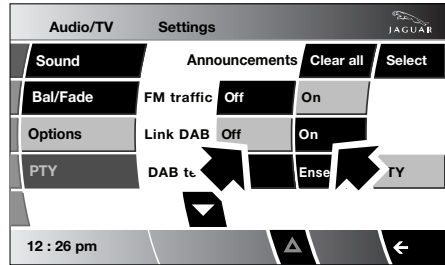 Audio/TV Settings JAGUAR
Sound Announcements Clear all Select
Bal/Fade FM traffic Off On
Options Link DAB Off On
PTY DAB
12 : 26 pm